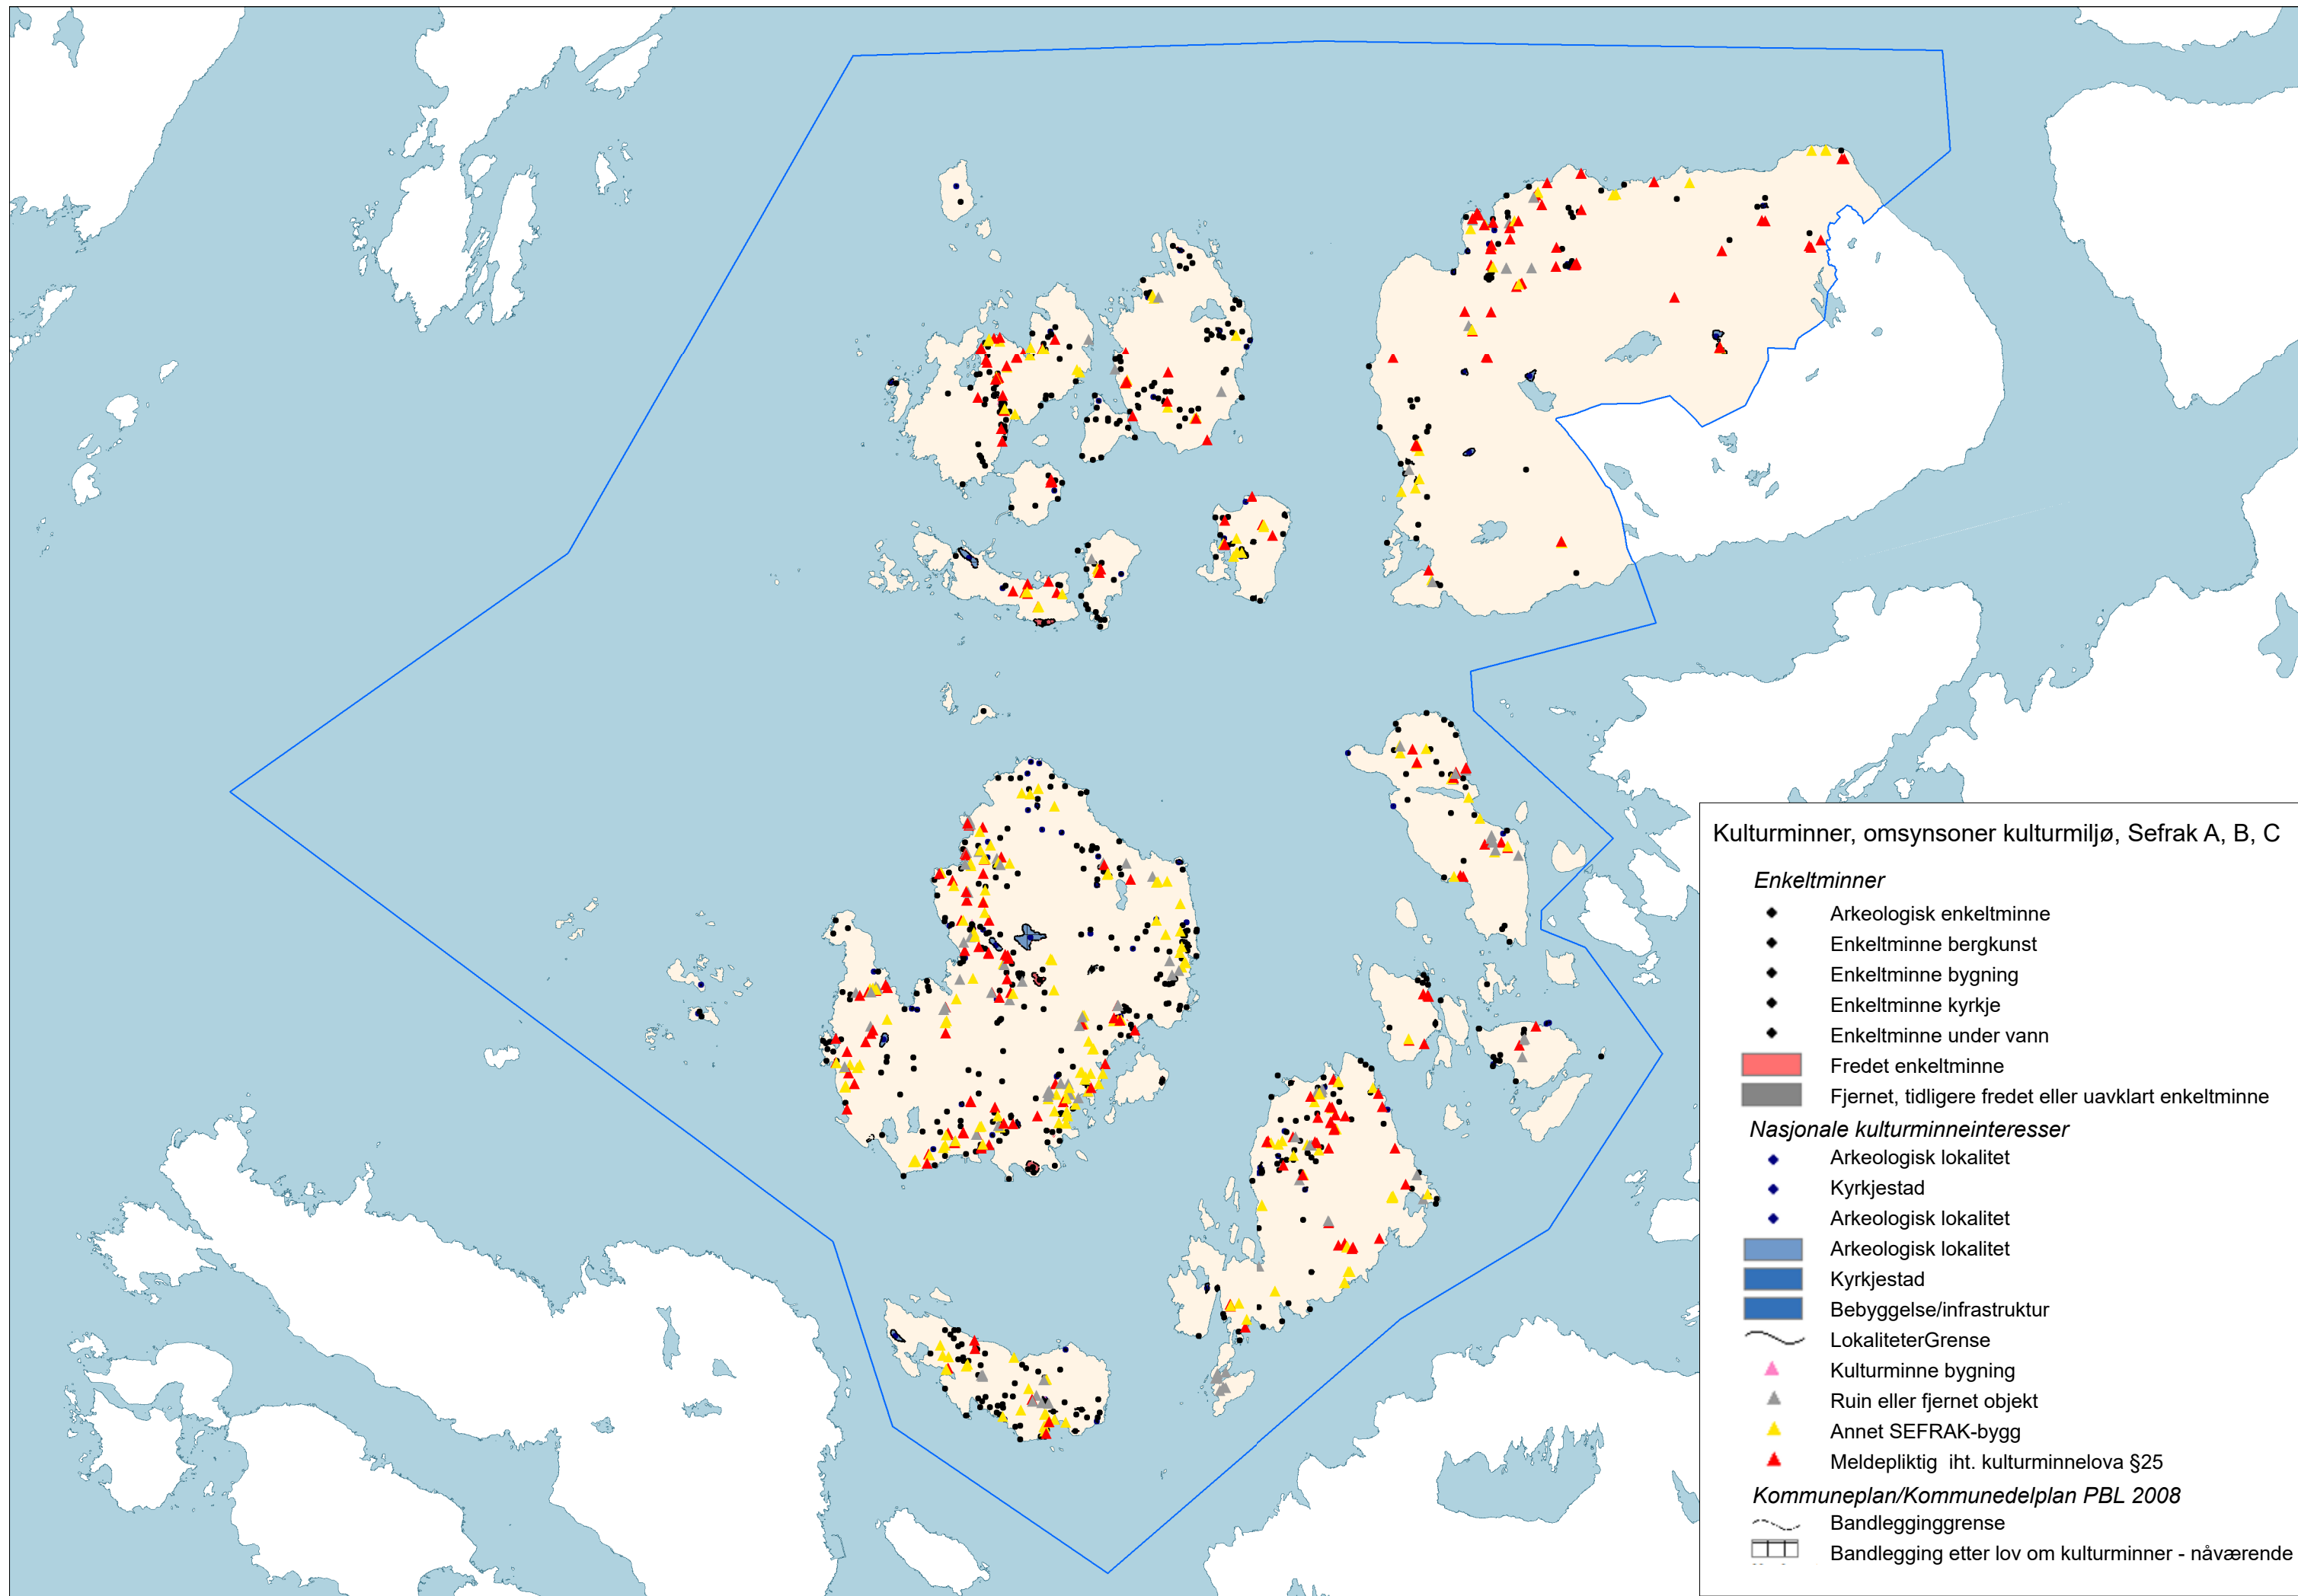 Kulturminner, omsynsoner kulturmiljø, Sefrak A, B, C
Enkeltminner
Arkeologisk enkeltminne
Enkeltminne bergkunst
Enkeltminne bygning
Enkeltminne kyrkje
Enkeltminne under vann
Fredet enkeltminne
Fjernet, tidligere fredet eller uavklart enkeltminne
Nasjonale kulturminneinteresser
Arkeologisk lokalitet
Kyrkjestad
Arkeologisk lokalitet
Arkeologisk lokalitet
Kyrkjestad
Bebyggelse/infrastruktur
LokaliteterGrense
Kulturminne bygning
Ruin eller fjernet objekt
Annet SEFRAK-bygg
Meldepliktig iht. kulturminnelova §25
Kommuneplan/Kommunedelplan PBL 2008
Bandlegginggrense
Bandlegging etter lov om kulturminner - nåværende